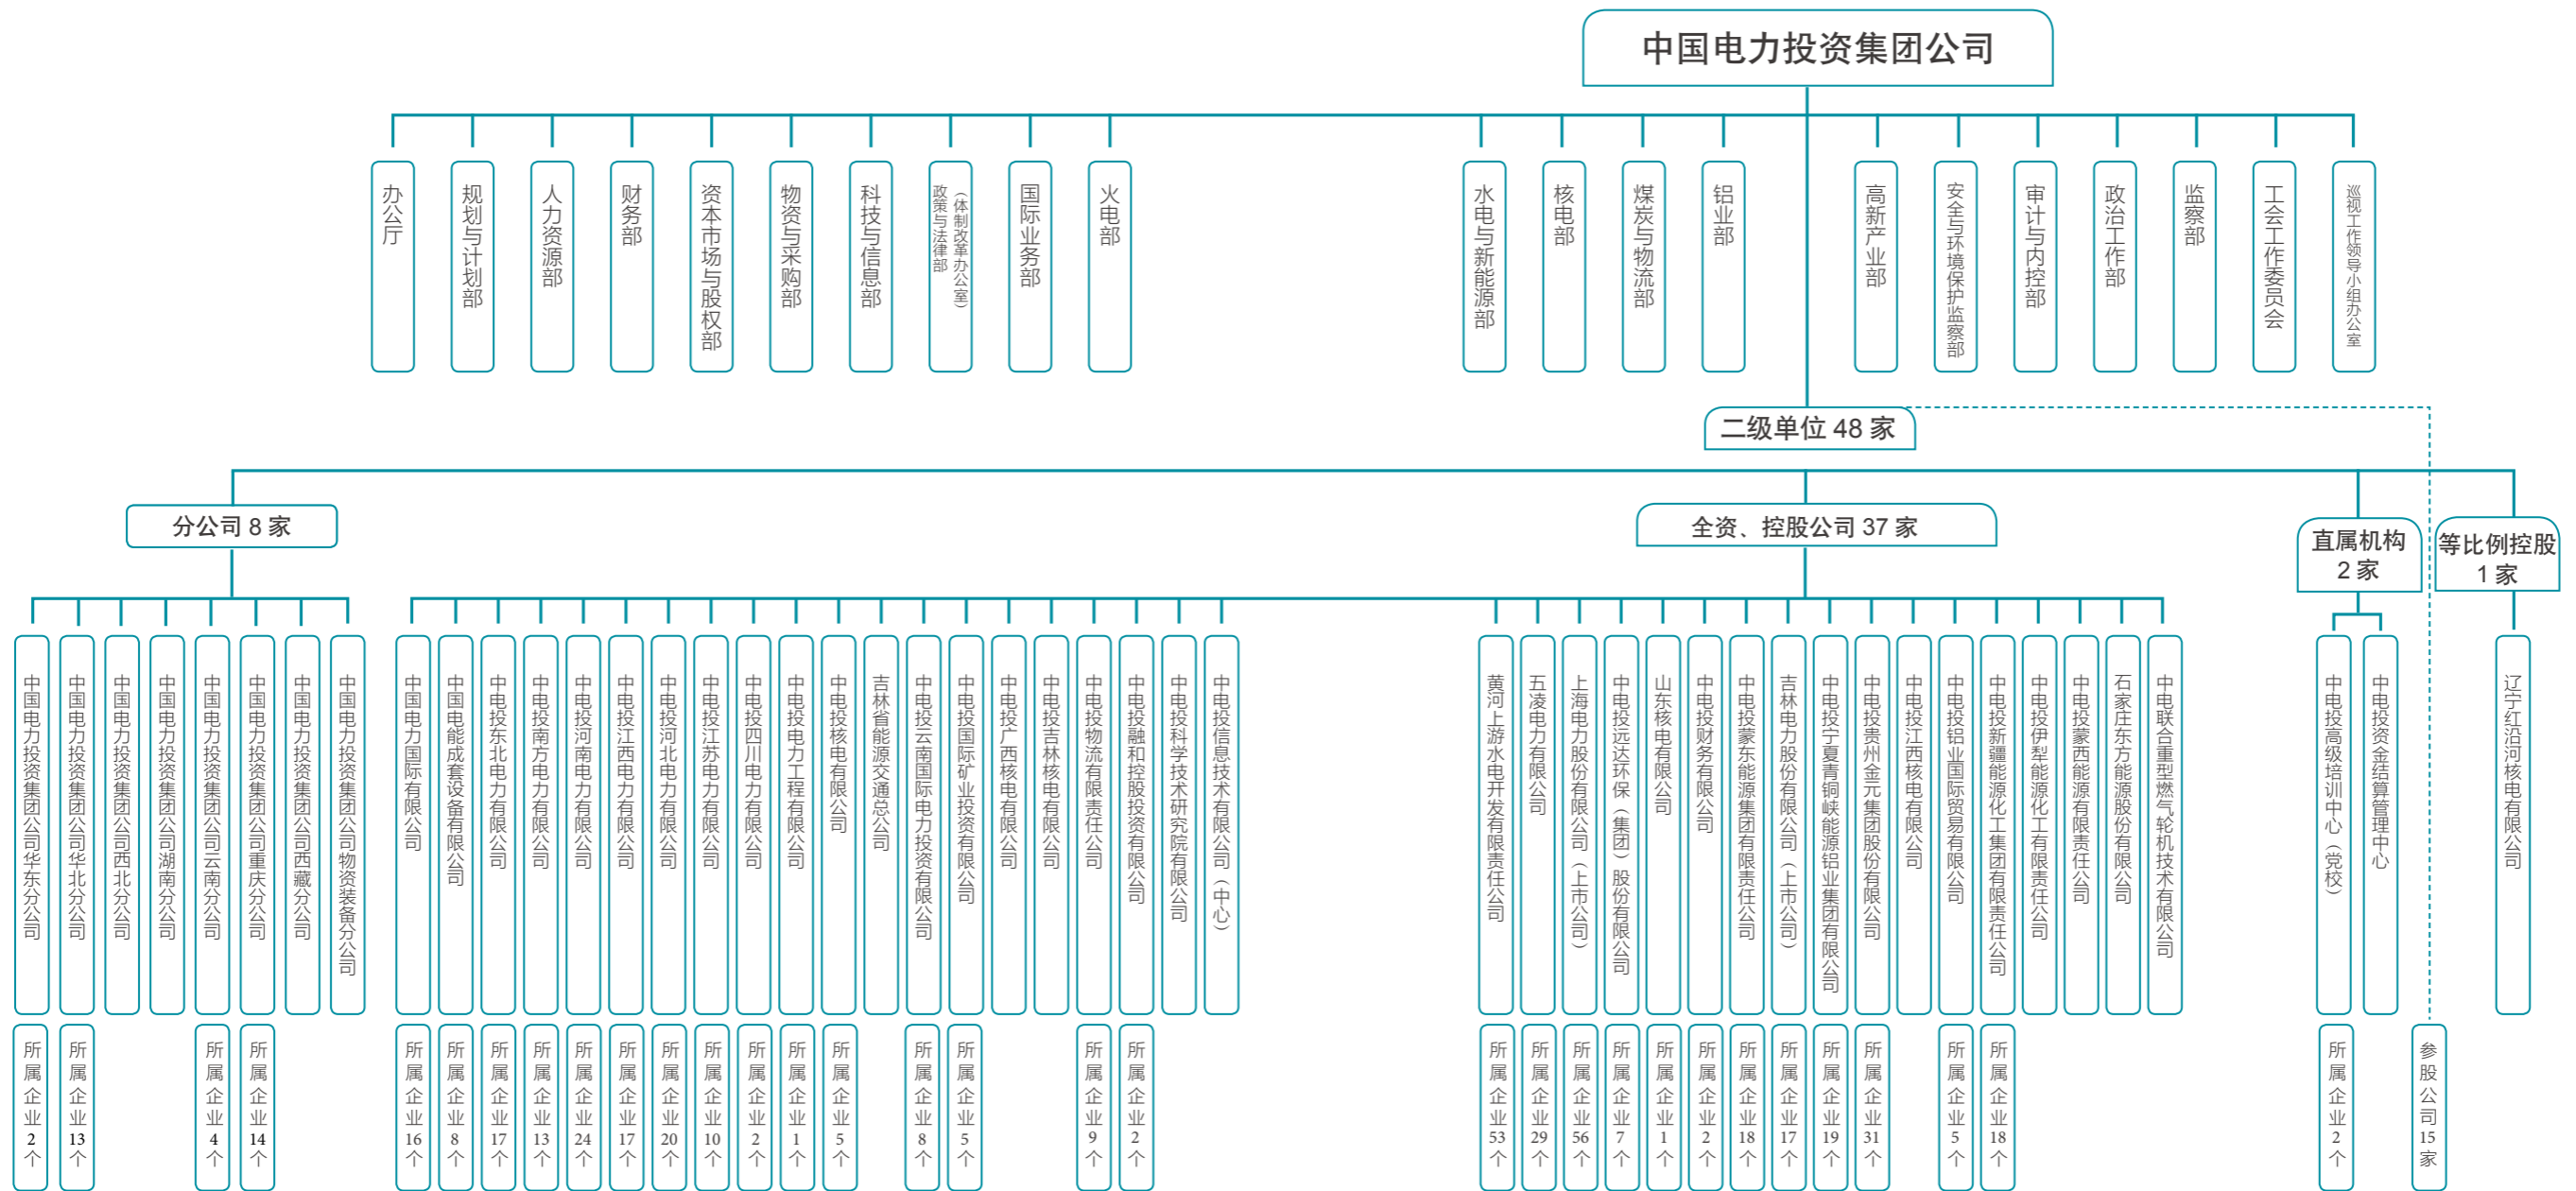 中国电力投资集团公司
办公厅
规划与计划部
人力资源部
财务部
资本市场与股权部
物资与采购部
科技与信息部
政策与法律部
（体制改革办公室）
国际业务部
火电部
水电与新能源部
核电部
煤炭与物流部
铝业部
高新产业部
安全与环境保护监察部
审计与内控部
政治工作部
监察部
工会工作委员会
巡视工作领导小组办公室
二级单位 48 家
分公司 8 家
全资、控股公司 37 家
直属机构
2 家
等比例控股
1 家
中国电力投资集团公司华东分公司
中国电力投资集团公司华北分公司
中国电力投资集团公司西北分公司
中国电力投资集团公司湖南分公司
中国电力投资集团公司云南分公司
中国电力投资集团公司重庆分公司
中国电力投资集团公司西藏分公司
中国电力投资集团公司物资装备分公司
中国电力国际有限公司
中国电能成套设备有限公司
中电投东北电力有限公司
中电投南方电力有限公司
中电投河南电力有限公司
中电投江西电力有限公司
中电投河北电力有限公司
中电投江苏电力有限公司
中电投四川电力有限公司
中电投电力工程有限公司
中电投核电有限公司
吉林省能源交通总公司
中电投云南国际电力投资有限公司
中电投国际矿业投资有限公司
中电投广西核电有限公司
中电投吉林核电有限公司
中电投物流有限责任公司
中电投融和控股投资有限公司
中电投科学技术研究院有限公司
中电投信息技术有限公司（中心）
黄河上游水电开发有限责任公司
五凌电力有限公司
上海电力股份有限公司（上市公司）
中电投远达环保（集团）股份有限公司
山东核电有限公司
中电投财务有限公司
中电投蒙东能源集团有限责任公司
吉林电力股份有限公司（上市公司）
中电投宁夏青铜峡能源铝业集团有限公司
中电投贵州金元集团股份有限公司
中电投江西核电有限公司
中电投铝业国际贸易有限公司
中电投新疆能源化工集团有限责任公司
中电投伊犁能源化工有限责任公司
中电投蒙西能源有限责任公司
石家庄东方能源股份有限公司
中电联合重型燃气轮机技术有限公司
中电投高级培训中心（党校）
中电投资金结算管理中心
辽宁红沿河核电有限公司
所属企业2个
所属企业13个
所属企业4个
所属企业14个
所属企业16个
所属企业8个
所属企业17个
所属企业13个
所属企业24个
所属企业17个
所属企业20个
所属企业10个
所属企业2个
所属企业1个
所属企业5个
所属企业8个
所属企业5个
所属企业9个
所属企业2个
所属企业53个
所属企业29个
所属企业56个
所属企业7个
所属企业1个
所属企业2个
所属企业18个
所属企业17个
所属企业19个
所属企业31个
所属企业5个
所属企业18个
所属企业2个
参股公司15家